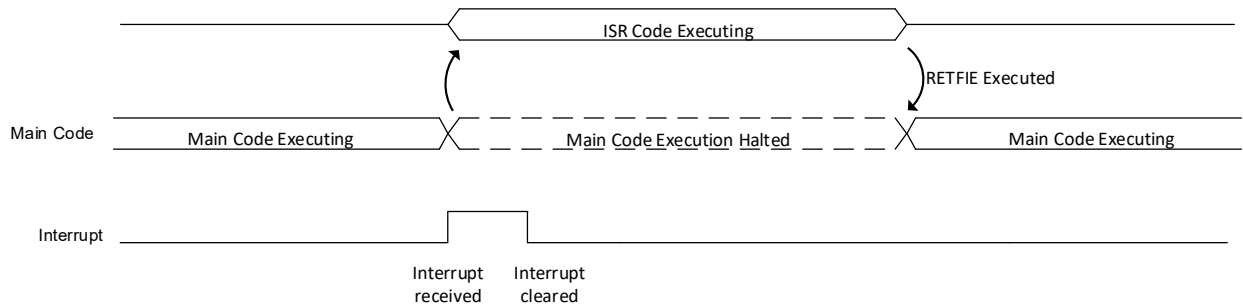 ISR Code Executing
RETFIE Executed
Main Code
Main Code Executing
Main Code Execution Halted
Main Code Executing
Interrupt
Interrupt
received
Interrupt
cleared